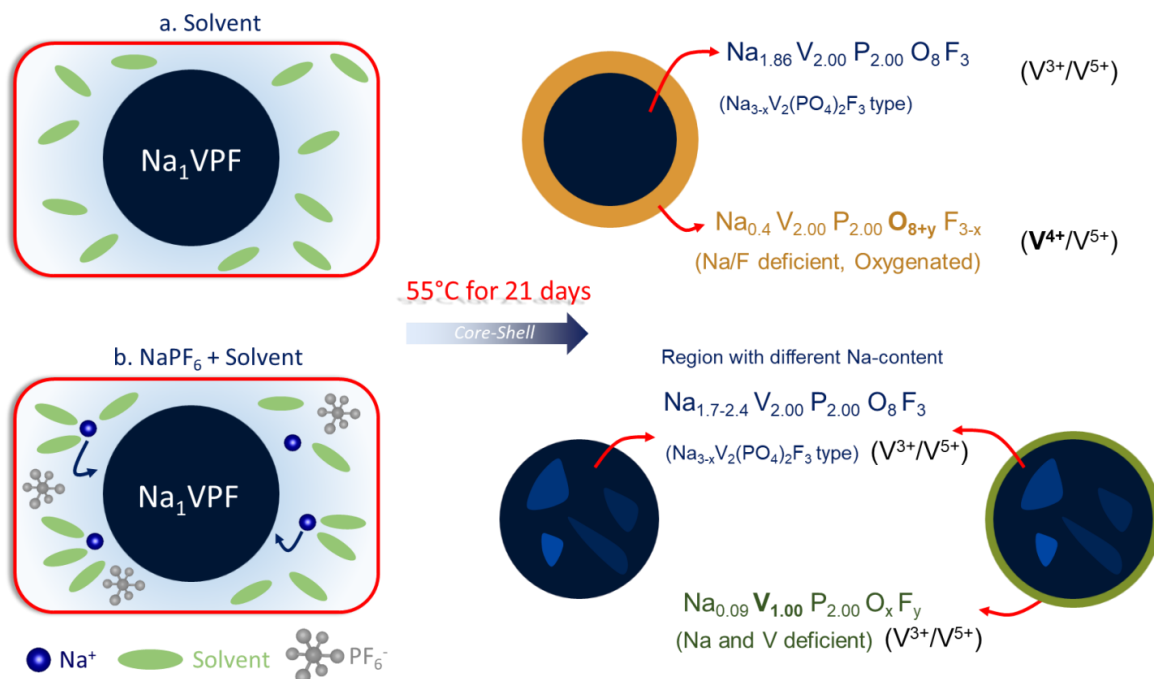 a. Solvent
Na₁VPF
Na₁.₈₆ V₂.₀₀ P₂.₀₀ O₈ F₃
(V³⁺/V⁵⁺)
(Na₃₋ₓV₂(PO₄)₂F₃ type)
Na₀.₄ V₂.₀₀ P₂.₀₀ O₈₊y F₃₋ₓ
(V⁴⁺/V⁵⁺)
(Na/F deficient, Oxygenated)
55°C for 21 days
Core-Shell
b. NaPF₆ + Solvent
Na₁VPF
Region with different Na-content
Na₁.₇₋₂.₄ V₂.₀₀ P₂.₀₀ O₈ F₃
(Na₃₋ₓV₂(PO₄)₂F₃ type) (V³⁺/V⁵⁺)
Na₀.₀₉ V₁.₀₀ P₂.₀₀ Oₓ Fy
(Na and V deficient) (V³⁺/V⁵⁺)
Na⁺ Solvent PF₆⁻